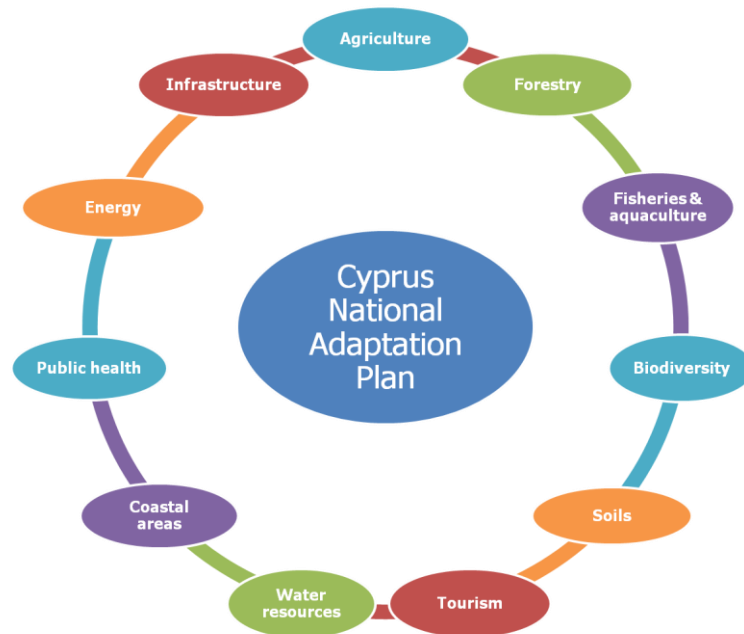 Agriculture
Infrastructure
Forestry
Energy
Fisheries &
aquaculture
Cyprus
National
Adaptation
Plan
Public health
Biodiversity
Coastal
areas
Soils
Water
resources
Tourism